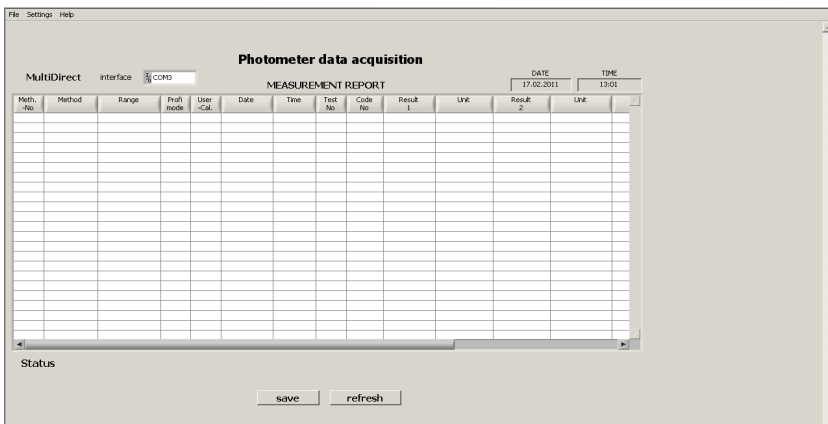 File Settings Help
Photometer data acquisition
MultiDirect interface I/O COM3
MEASUREMENT REPORT
DATE TIME
17.02.2011 13:01
Meth. -No Method Range Profi mode User -Cal. Date Time Test No Code No Result 1 Unit Result 2 Unit
Status
save refresh